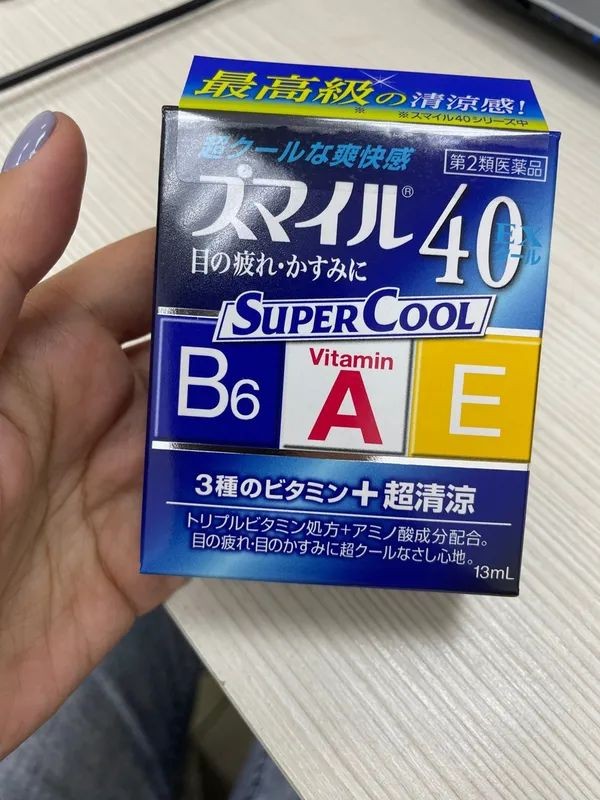 最高級の清涼感!
※
※スマイル40シリーズ中
超クールな爽快感
第2類医薬品
スマイル® 40 EX
クール
目の疲れ・かすみに
SUPER COOL
B6
Vitamin
A
E
3種のビタミン+超清涼
トリプルビタミン処方+アミノ酸成分配合。
目の疲れ・目のかすみに超クールなさし心地。
13mL